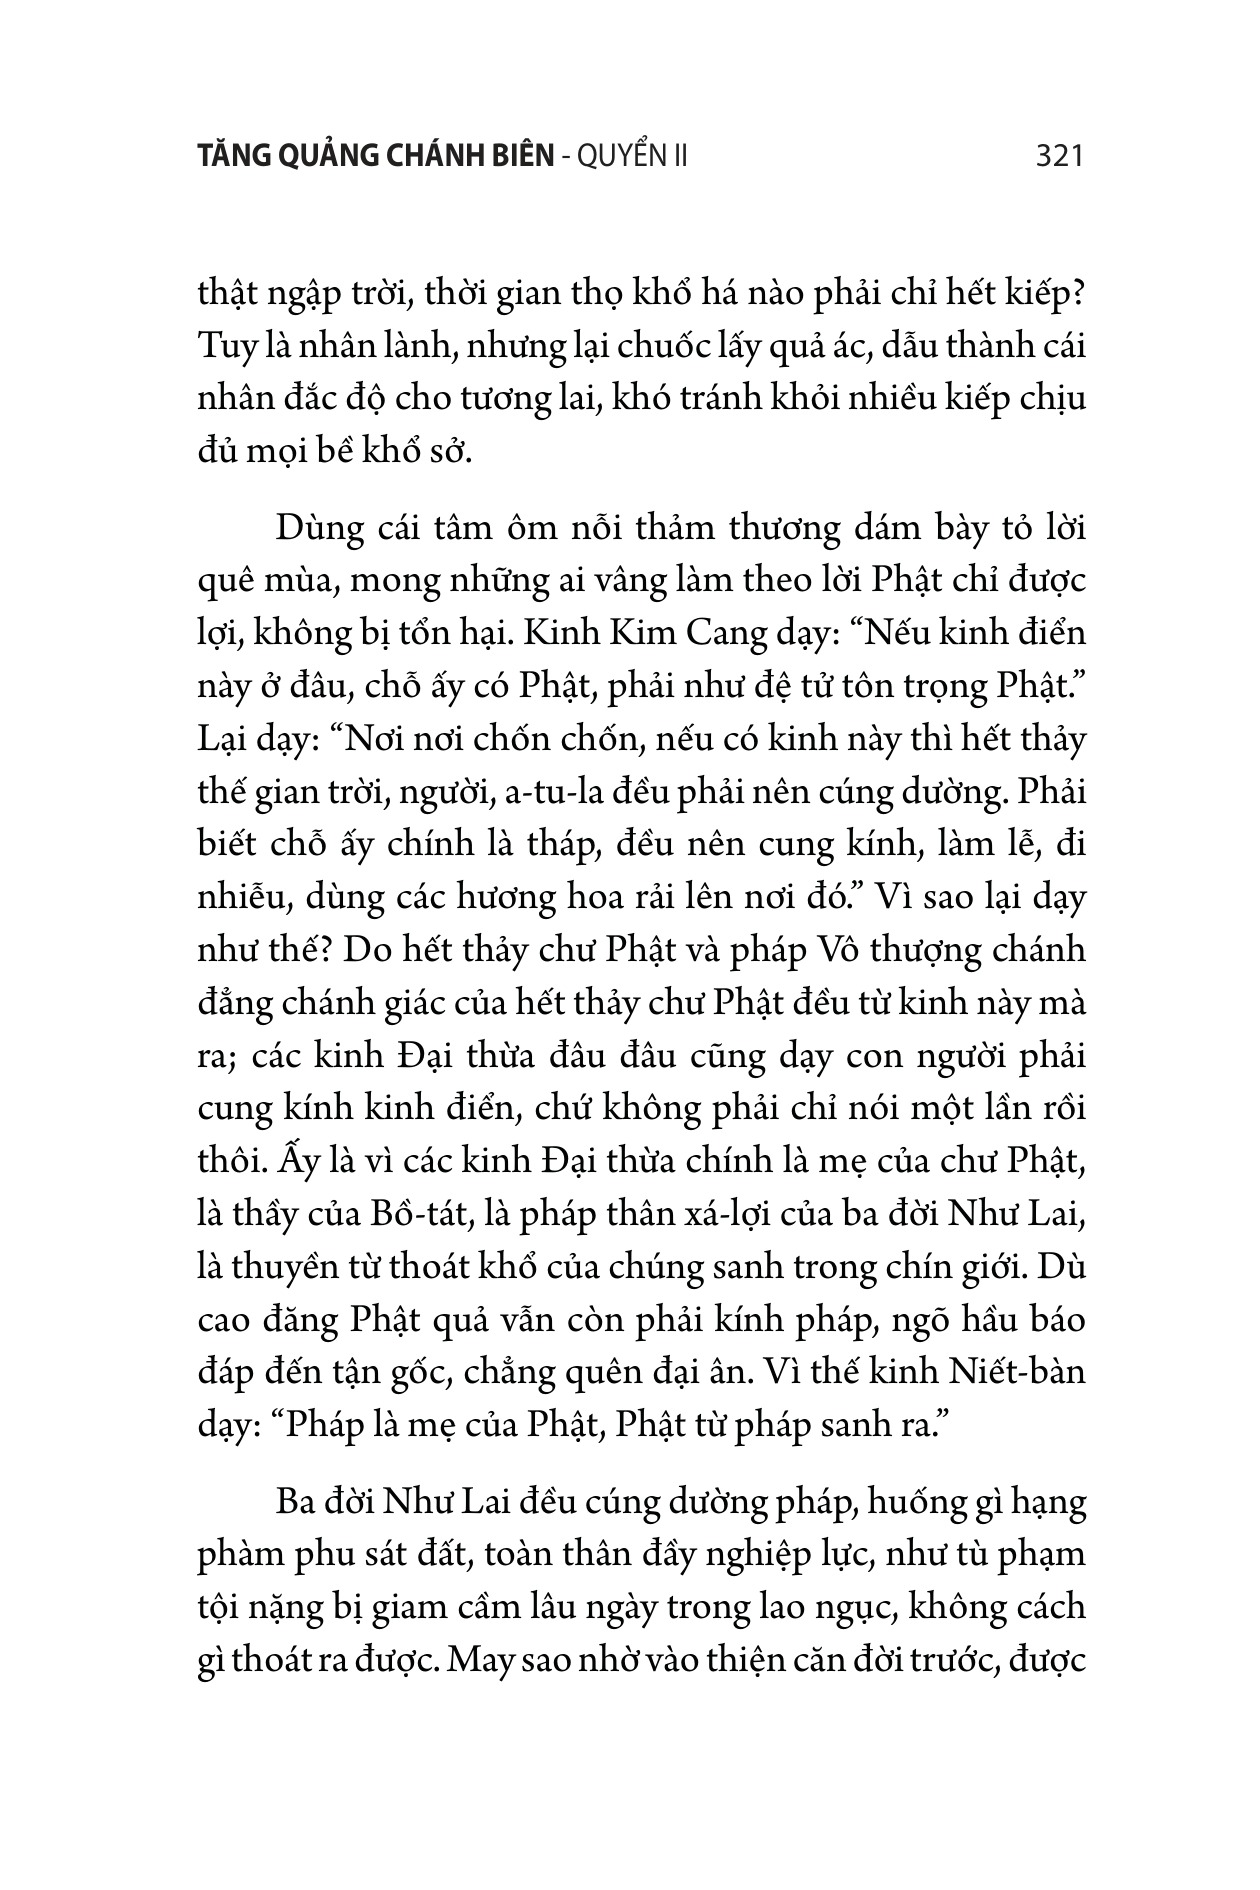 TĂNG QUẢNG CHÁNH BIÊN - QUYỂN II 321
thật ngập trời, thời gian thọ khổ há nào phải chỉ hết kiếp?
Tuy là nhân lành, nhưng lại chuốc lấy quả ác, dẫu thành cái
nhân đắc độ cho tương lai, khó tránh khỏi nhiều kiếp chịu
đủ mọi bề khổ sở.
Dùng cái tâm ôm nỗi thảm thương dám bày tỏ lời
quê mùa, mong những ai vâng làm theo lời Phật chỉ được
lợi, không bị tổn hại. Kinh Kim Cang dạy: “Nếu kinh điển
này ở đâu, chỗ ấy có Phật, phải như đệ tử tôn trọng Phật.”
Lại dạy: “Nơi nơi chốn chốn, nếu có kinh này thì hết thảy
thế gian trời, người, a-tu-la đều phải nên cúng dường. Phải
biết chỗ ấy chính là tháp, đều nên cung kính, làm lễ, đi
nhiễu, dùng các hương hoa rải lên nơi đó.” Vì sao lại dạy
như thế? Do hết thảy chư Phật và pháp Vô thượng chánh
đẳng chánh giác của hết thảy chư Phật đều từ kinh này mà
ra; các kinh Đại thừa đâu đâu cũng dạy con người phải
cung kính kinh điển, chứ không phải chỉ nói một lần rồi
thôi. Ấy là vì các kinh Đại thừa chính là mẹ của chư Phật,
là thầy của Bồ-tát, là pháp thân xá-lợi của ba đời Như Lai,
là thuyền từ thoát khổ của chúng sanh trong chín giới. Dù
cao đăng Phật quả vẫn còn phải kính pháp, ngõ hầu báo
đáp đến tận gốc, chẳng quên đại ân. Vì thế kinh Niết-bàn
dạy: “Pháp là mẹ của Phật, Phật từ pháp sanh ra.”
Ba đời Như Lai đều cúng dường pháp, huống gì hạng
phàm phu sát đất, toàn thân đầy nghiệp lực, như tù phạm
tội nặng bị giam cầm lâu ngày trong lao ngục, không cách
gì thoát ra được. May sao nhờ vào thiện căn đời trước, được